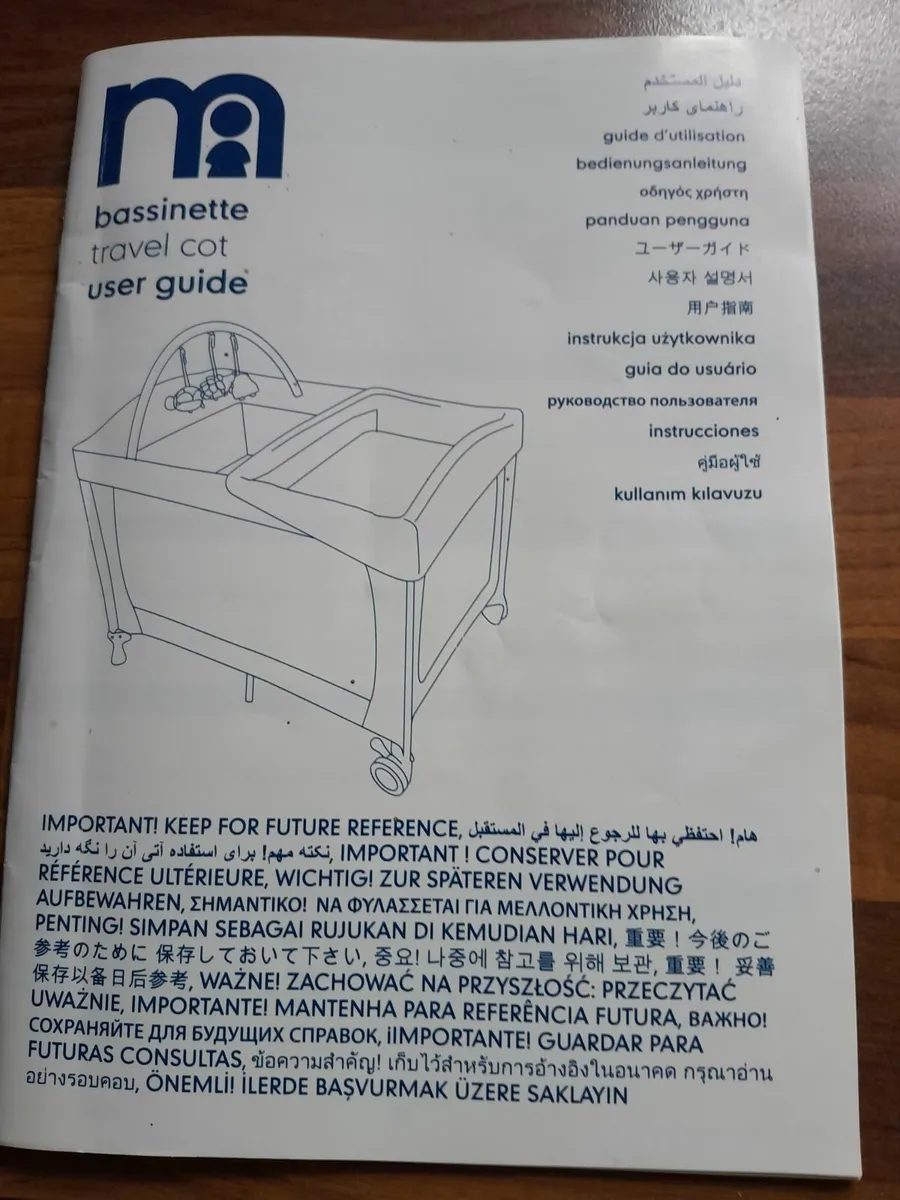 m
bassinette
travel cot
user guide
دليل المستخدم
راهنمای کاربر
guide d'utilisation
bedienungsanleitung
οδηγός χρήστη
panduan pengguna
ユーザーガイド
사용자 설명서
用户指南
instrukcja użytkownika
guia do usuário
руководство пользователя
instrucciones
คู่มือผู้ใช้
kullanım kılavuzu
IMPORTANT! KEEP FOR FUTURE REFERENCE, هام! احتفظي بها للرجوع إليها في المستقبل
نكته مهم! برای استفاده آتی آن را نگه دارید, IMPORTANT ! CONSERVER POUR
RÉFÉRENCE ULTÉRIEURE, WICHTIG! ZUR SPÄTEREN VERWENDUNG
AUFBEWAHREN, ΣΗΜΑΝΤΙΚΟ! ΝΑ ΦΥΛΑΣΣΕΤΑΙ ΓΙΑ ΜΕΛΛΟΝΤΙΚΗ ΧΡΗΣΗ,
PENTING! SIMPAN SEBAGAI RUJUKAN DI KEMUDIAN HARI, 重要！今後のご
参考のために 保存しておいて下さい, 중요! 나중에 참고를 위해 보관, 重要！ 妥善
保存以备日后参考, WAŻNE! ZACHOWAĆ NA PRZYSZŁOŚĆ: PRZECZYTAĆ
UWAŻNIE, IMPORTANTE! MANTENHA PARA REFERÊNCIA FUTURA, ВАЖНО!
СОХРАНЯЙТЕ ДЛЯ БУДУЩИХ СПРАВОК, iIMPORTANTE! GUARDAR PARA
FUTURAS CONSULTAS, ข้อความสำคัญ! เก็บไว้สำหรับการอ้างอิงในอนาคต กรุณาอ่าน
อย่างรอบคอบ, ÖNEMLİ! İLERDE BAŞVURMAK ÜZERE SAKLAYIN